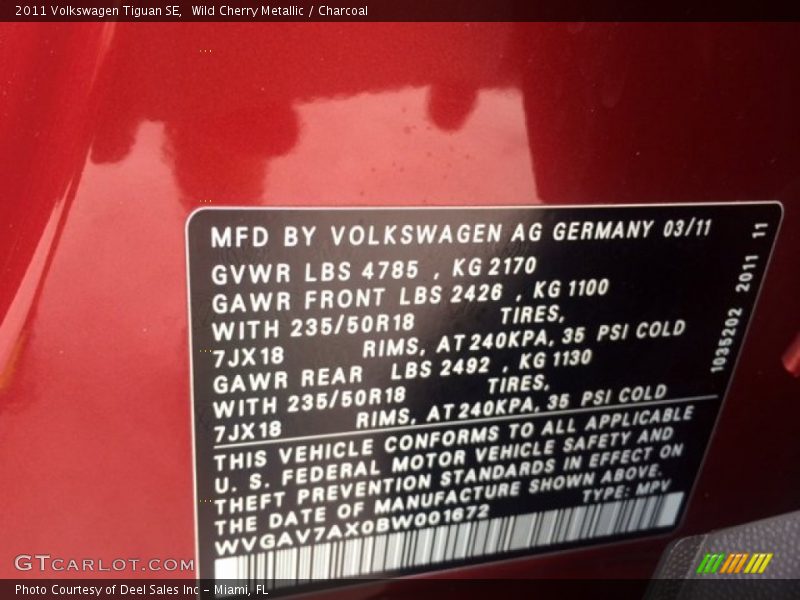 2011 Volkswagen Tiguan SE, Wild Cherry Metallic / Charcoal
MFD BY VOLKSWAGEN AG GERMANY 03/11
GVWR LBS 4785 , KG 2170
GAWR FRONT LBS 2426 , KG 1100
WITH 235/50R18 TIRES,
7JX18 RIMS, AT 240KPA, 35 PSI COLD
GAWR REAR LBS 2492 , KG 1130
WITH 235/50R18 TIRES,
7JX18 RIMS, AT 240KPA, 35 PSI COLD
THIS VEHICLE CONFORMS TO ALL APPLICABLE
U. S. FEDERAL MOTOR VEHICLE SAFETY AND
THEFT PREVENTION STANDARDS IN EFFECT ON
THE DATE OF MANUFACTURE SHOWN ABOVE.
WVGAV7AX0BW001672 TYPE: MPV
1035202 2011 11
GTCARLOT.COM
Photo Courtesy of Deel Sales Inc - Miami, FL